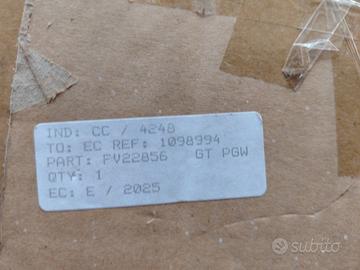 IND: CC / 4248
TO: EC REF: 1098994
PART: FV22856 GT PGW
QTY: 1
EC: E / 2025
subito